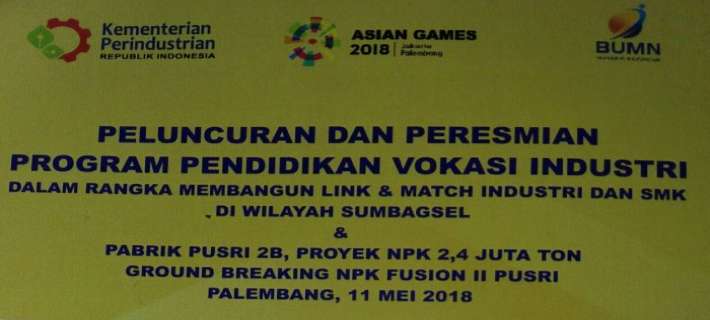 Kementerian
Perindustrian
REPUBLIK INDONESIA
ASIAN GAMES
2018 Jakarta
Palembang
BUMN
PELUNCURAN DAN PERESMIAN
PROGRAM PENDIDIKAN VOKASI INDUSTRI
DALAM RANGKA MEMBANGUN LINK & MATCH INDUSTRI DAN SMK
DI WILAYAH SUMBAGSEL
&
PABRIK PUSRI 2B, PROYEK NPK 2,4 JUTA TON
GROUND BREAKING NPK FUSION II PUSRI
PALEMBANG, 11 MEI 2018